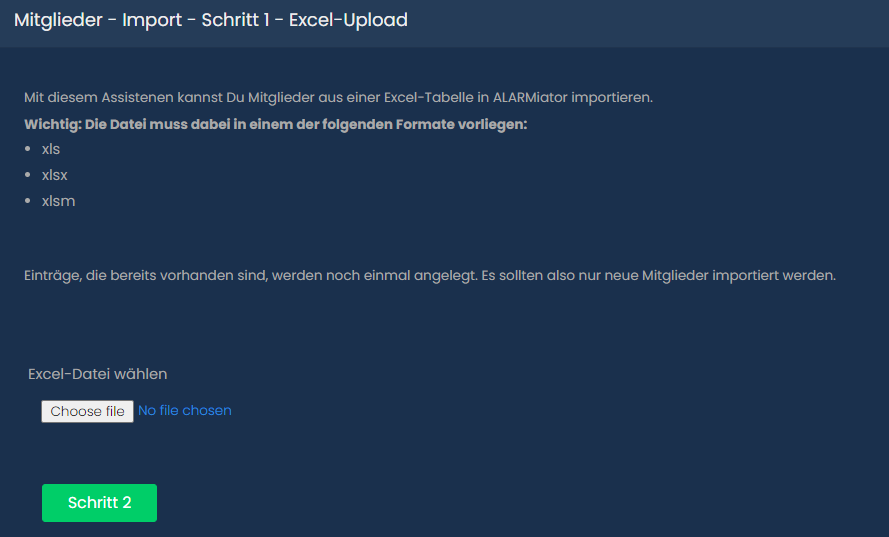 Mitglieder - Import - Schritt 1 - Excel-Upload
Mit diesem Assistenen kannst Du Mitglieder aus einer Excel-Tabelle in ALARMiator importieren.
Wichtig: Die Datei muss dabei in einem der folgenden Formate vorliegen:
• xls
• xlsx
• xlsm
Einträge, die bereits vorhanden sind, werden noch einmal angelegt. Es sollten also nur neue Mitglieder importiert werden.
Excel-Datei wählen
Choose file No file chosen
Schritt 2